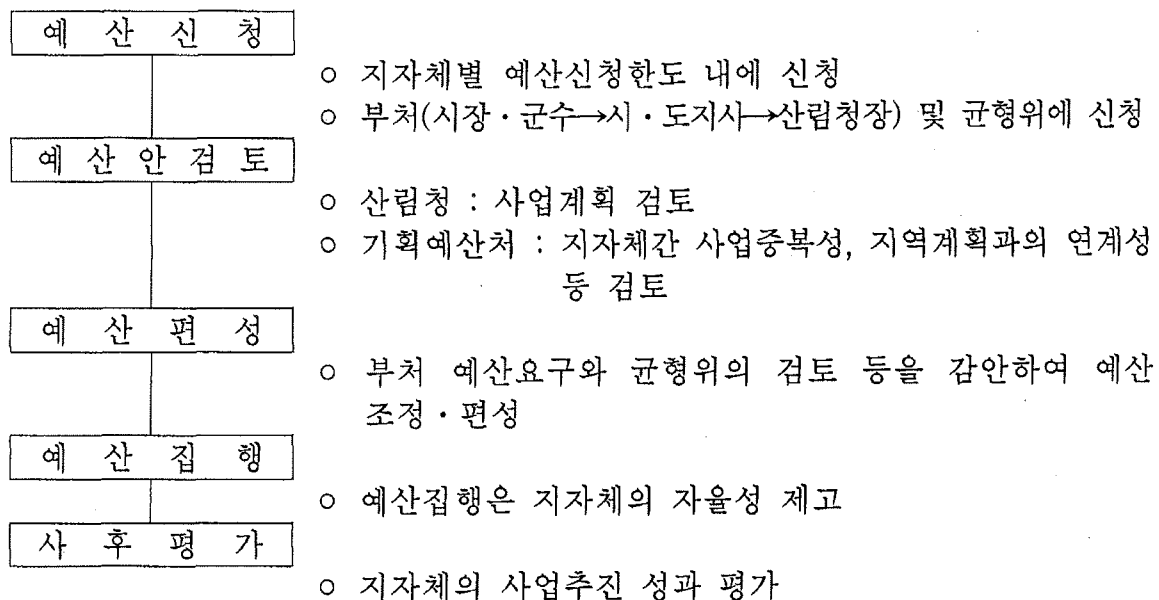 예 산 신 청
○ 지자체별 예산신청한도 내에 신청
○ 부처(시장·군수→시·도지사→산림청장) 및 균형위에 신청
예 산 안 검 토
○ 산림청 : 사업계획 검토
○ 기획예산처 : 지자체간 사업중복성, 지역계획과의 연계성
등 검토
예 산 편 성
○ 부처 예산요구와 균형위의 검토 등을 감안하여 예산
조정·편성
예 산 집 행
○ 예산집행은 지자체의 자율성 제고
사 후 평 가
○ 지자체의 사업추진 성과 평가